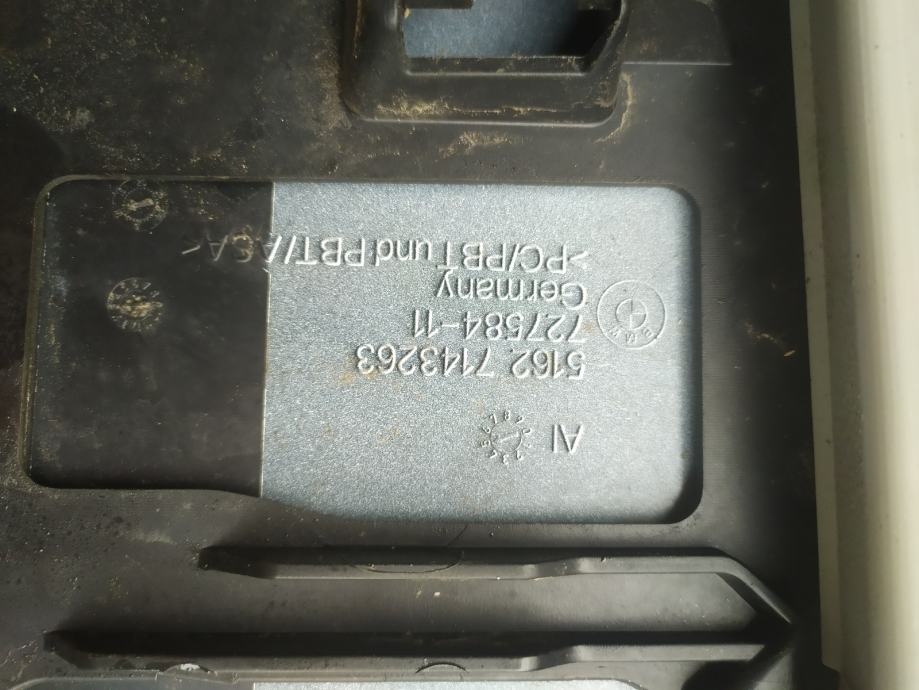 >PC/PBT und PBT/ASA<
Germany
727584-11
5162 7143263
AI